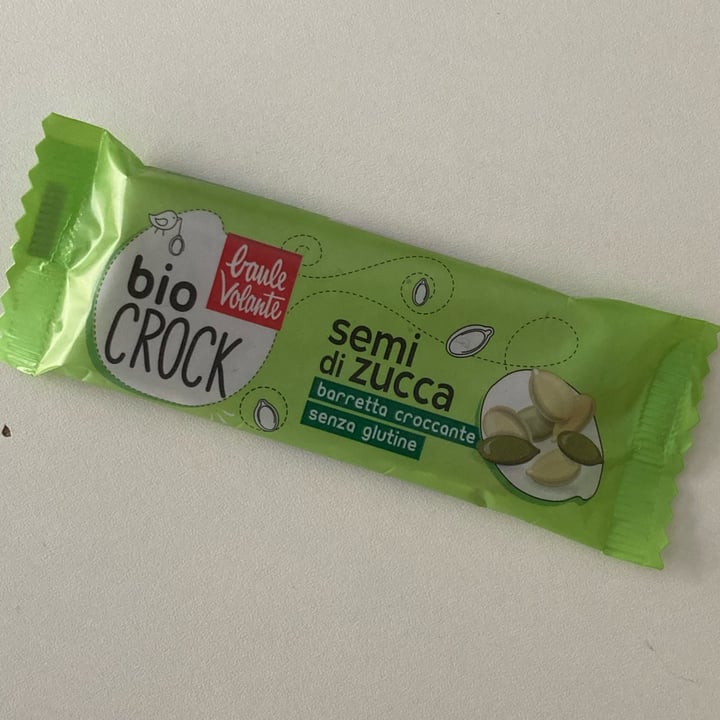 bio
CROCK
baule
volante
semi
di zucca
barretta croccante
senza glutine